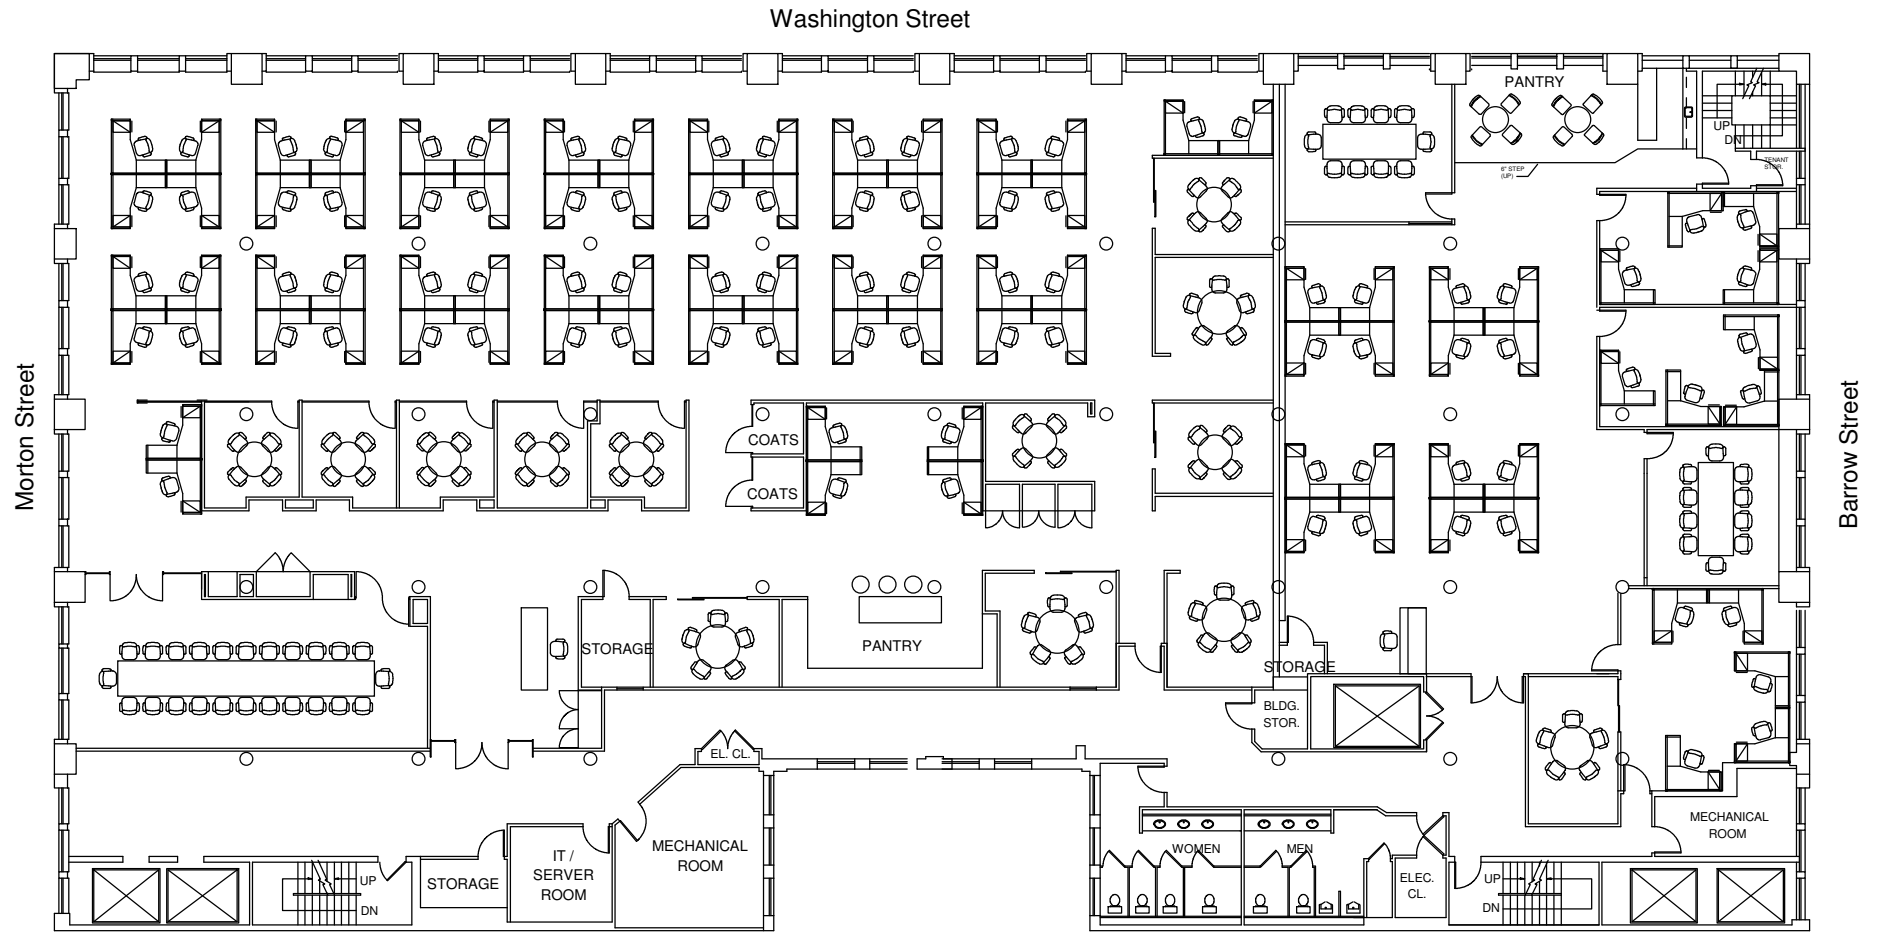 Washington Street
PANTRY
UP
DN
TENANT
STOR.
6" STEP
(UP)
Morton Street
Barrow Street
COATS
COATS
STORAGE
PANTRY
STORAGE
BLDG.
STOR.
EL. CL.
MECHANICAL
ROOM
MECHANICAL
ROOM
WOMEN
MEN
IT /
SERVER
ROOM
STORAGE
UP
DN
ELEC.
CL.
UP
DN